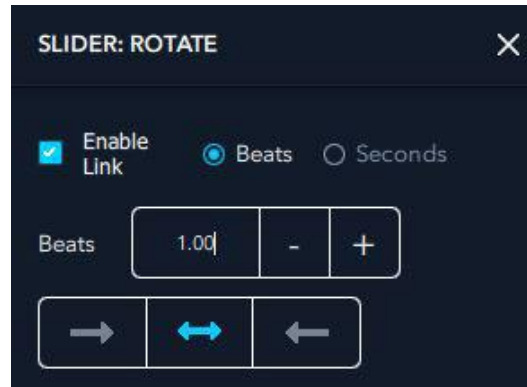 SLIDER: ROTATE
Enable
Link
Beats
Seconds
Beats
1.00
-
+